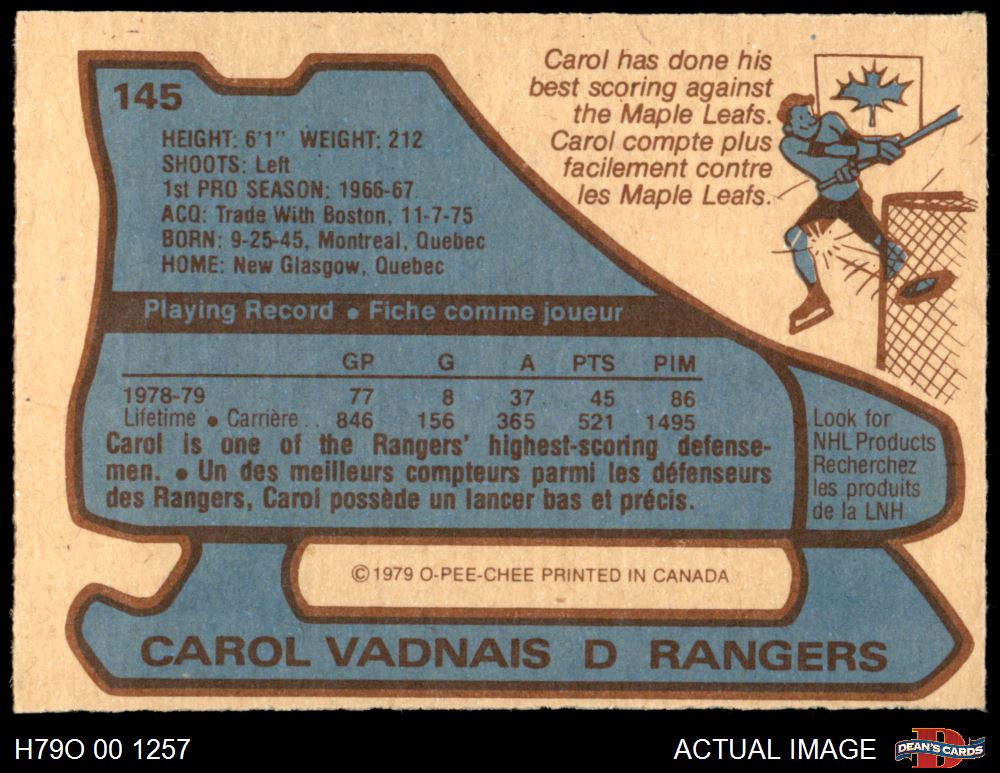 145
HEIGHT: 6'1" WEIGHT: 212
SHOOTS: Left
1st PRO SEASON: 1966-67
ACQ: Trade With Boston, 11-7-75
BORN: 9-25-45, Montreal, Quebec
HOME: New Glasgow, Quebec
Carol has done his
best scoring against
the Maple Leafs.
Carol compte plus
facilement contre
les Maple Leafs.
Playing Record • Fiche comme joueur
GP G A PTS PIM
1978-79 77 8 37 45 86
Lifetime • Carrière . . 846 156 365 521 1495
Carol is one of the Rangers' highest-scoring defense-
men. • Un des meilleurs compteurs parmi les défenseurs
des Rangers, Carol possède un lancer bas et précis.
Look for
NHL Products
Recherchez
les produits
de la LNH
© 1979 O-PEE-CHEE PRINTED IN CANADA
CAROL VADNAIS D RANGERS
H79O 00 1257
ACTUAL IMAGE
D
DEAN'S CARDS